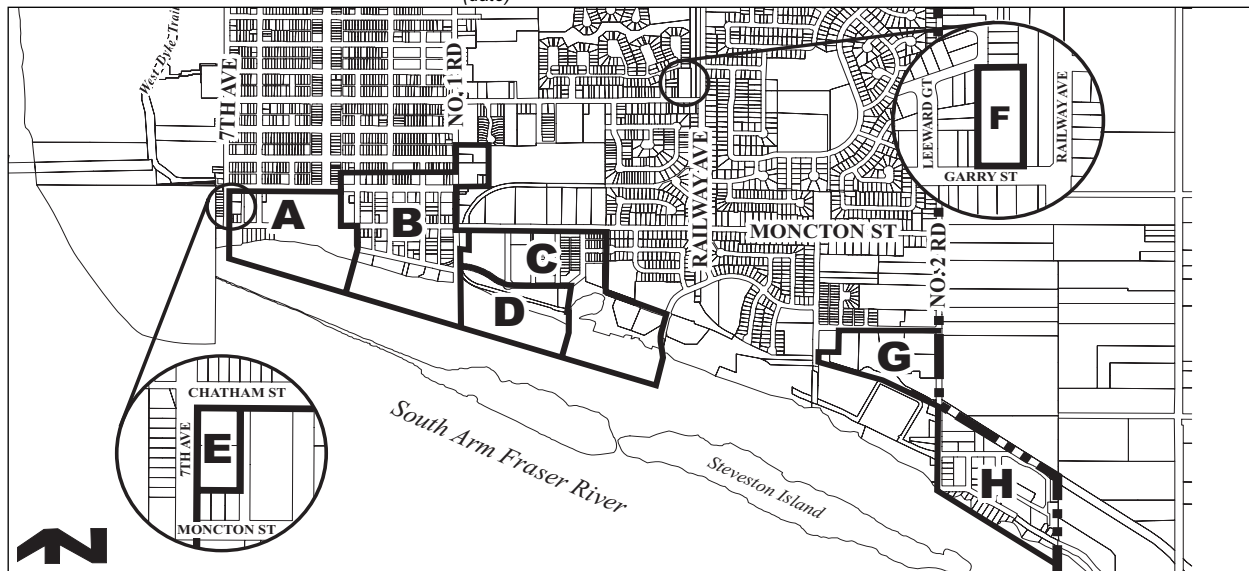 (date)
West Dyke Trail
7TH AVE
NO. 1 RD
LEEWARD GT
F
RAILWAY AVE
GARRY ST
A
B
RAILWAY AVE
MONCTON ST
C
NO. 2 RD
D
G
CHATHAM ST
7TH AVE
E
MONCTON ST
South Arm Fraser River
Steveston Island
H
N